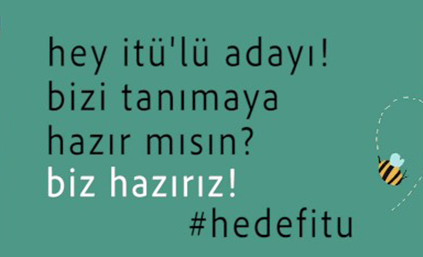 hey itü'lü adayı!
bizi tanımaya
hazır mısın?
biz hazırız!
#hedefitu